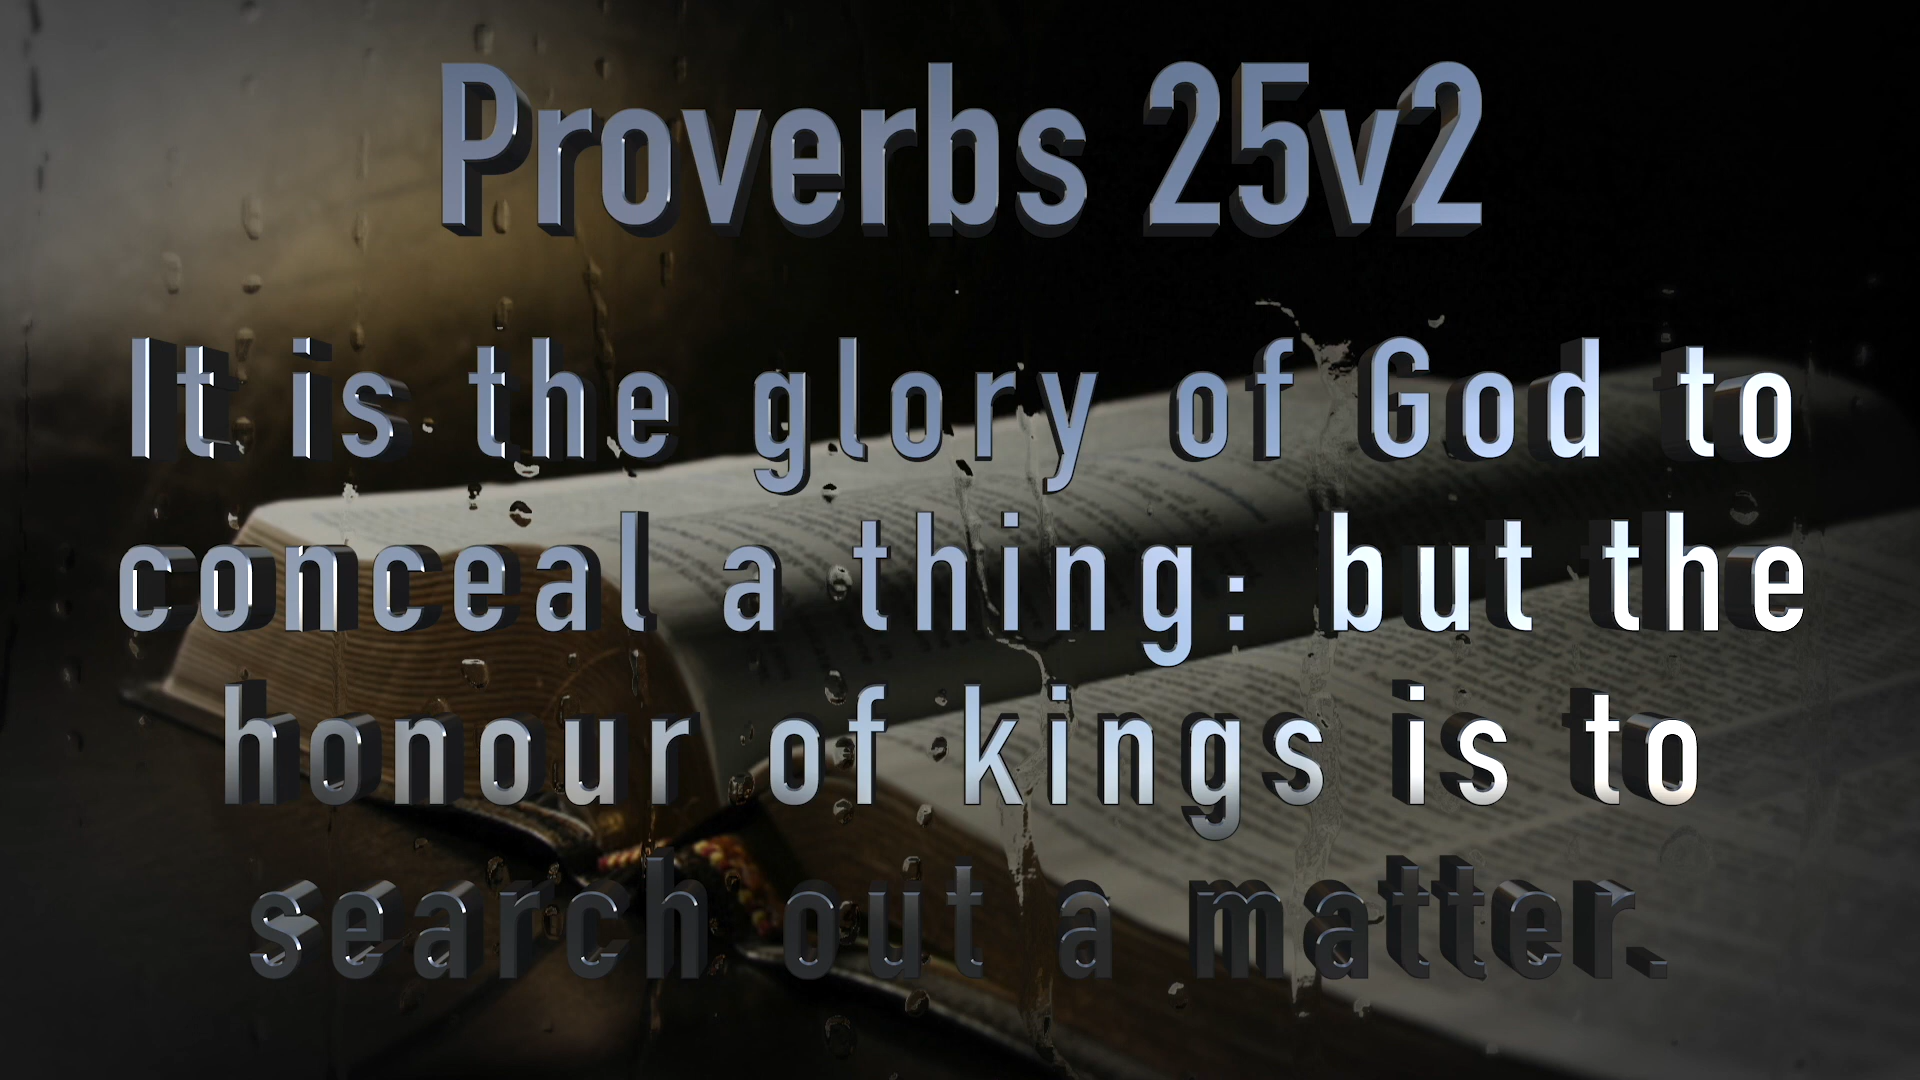 Proverbs 25v2
It is the glory of God to
conceal a thing: but the
honour of kings is to
search out a matter.